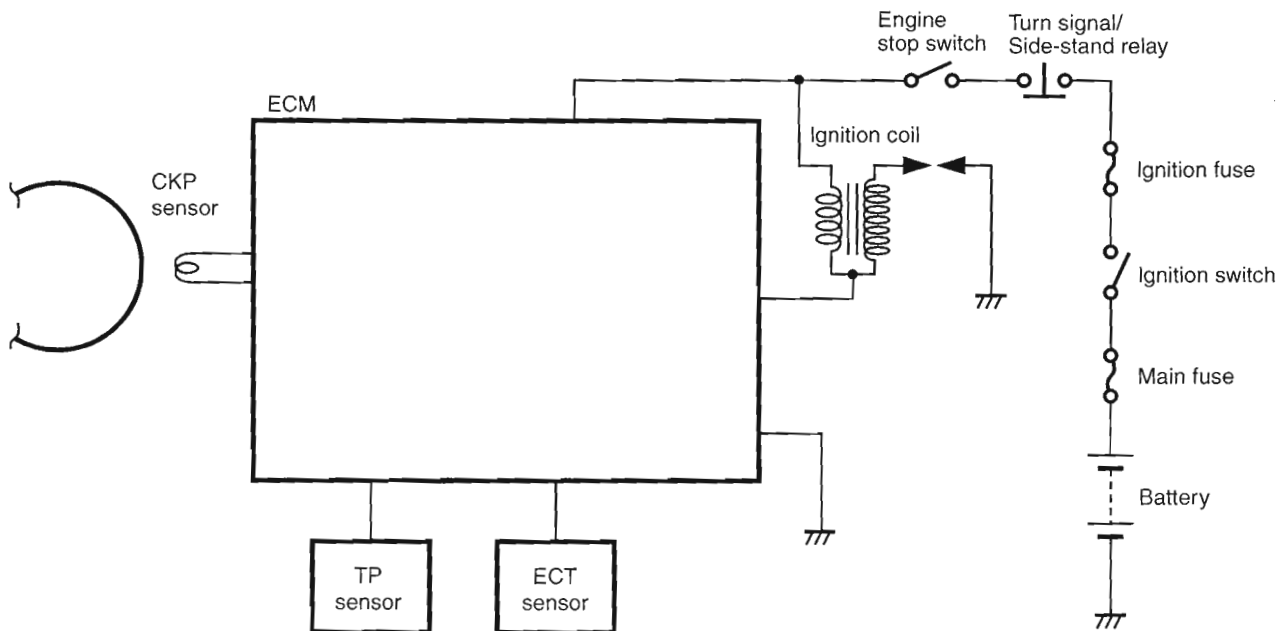 Engine
stop switch
Turn signal/
Side-stand relay
ECM
Ignition coil
CKP
sensor
Ignition fuse
Ignition switch
Main fuse
Battery
TP
sensor
ECT
sensor